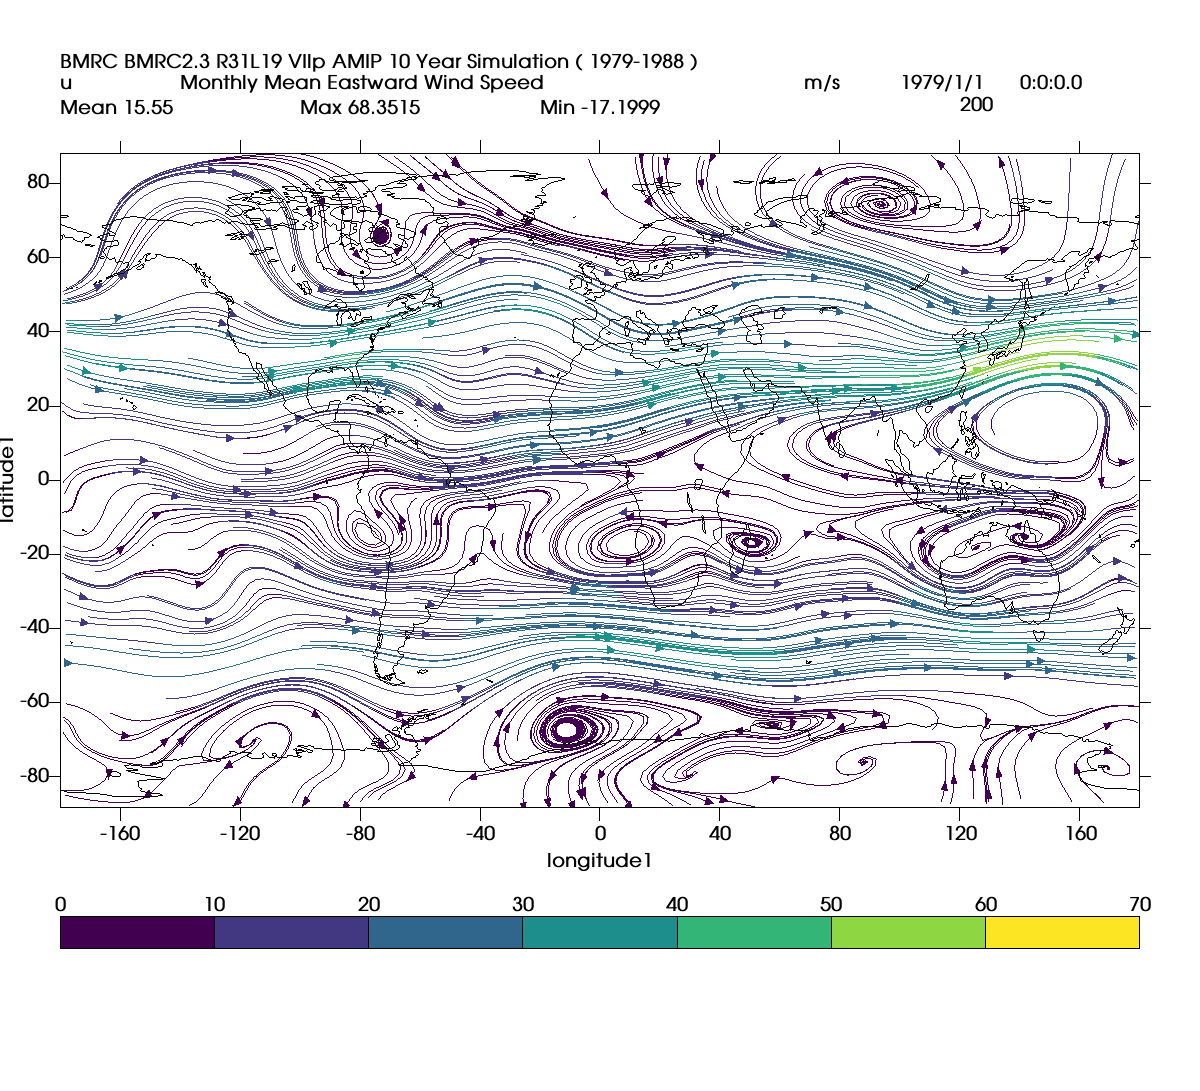 BMRC BMRC2.3 R31L19 VIIp AMIP 10 Year Simulation ( 1979-1988 )
u Monthly Mean Eastward Wind Speed m/s 1979/1/1 0:0:0.0
Mean 15.55 Max 68.3515 Min -17.1999 200
80
60
40
20
0
-20
-40
-60
-80
latitude1
-160 -120 -80 -40 0 40 80 120 160
longitude1
0 10 20 30 40 50 60 70